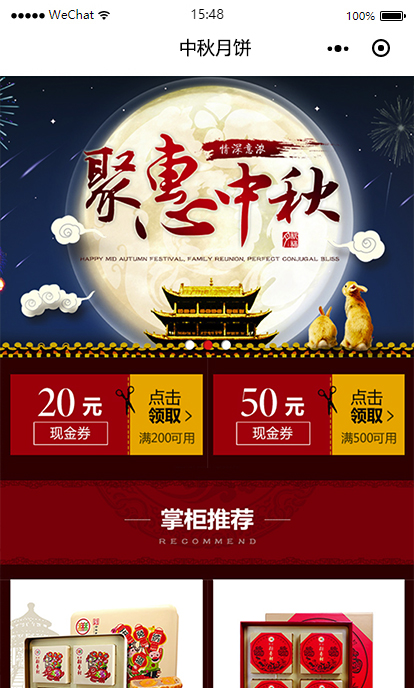 WeChat
15:48
100%
中秋月饼
情深意浓
聚惠中秋
HAPPY MID AUTUMN FESTIVAL, FAMILY REUNION, PERFECT CONJUGAL BLISS
20元
现金券
点击
领取
满200可用
50元
现金券
点击
领取
满500可用
掌柜推荐
RECOMMEND